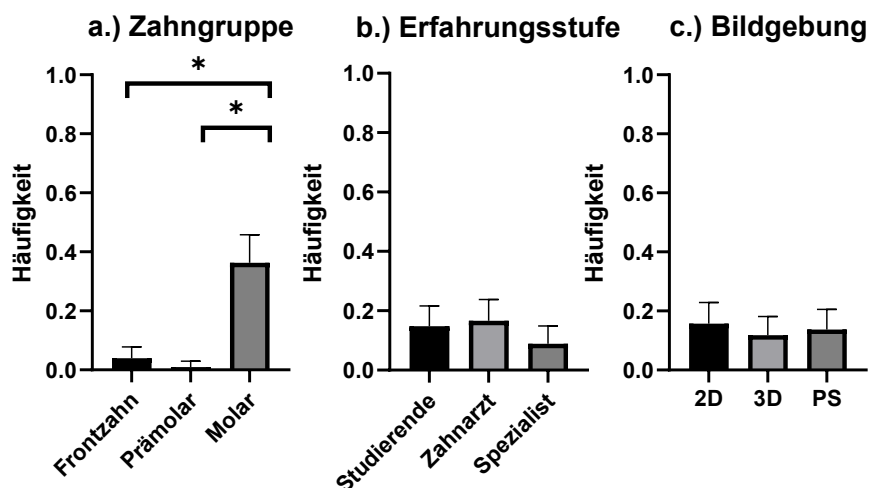 a.) Zahngruppe
b.) Erfahrungsstufe
c.) Bildgebung
*
*
Häufigkeit
1.0
0.8
0.6
0.4
0.2
0.0
Frontzahn
Prämolar
Molar
Häufigkeit
1.0
0.8
0.6
0.4
0.2
0.0
Studierende
Zahnarzt
Spezialist
Häufigkeit
1.0
0.8
0.6
0.4
0.2
0.0
2D
3D
PS